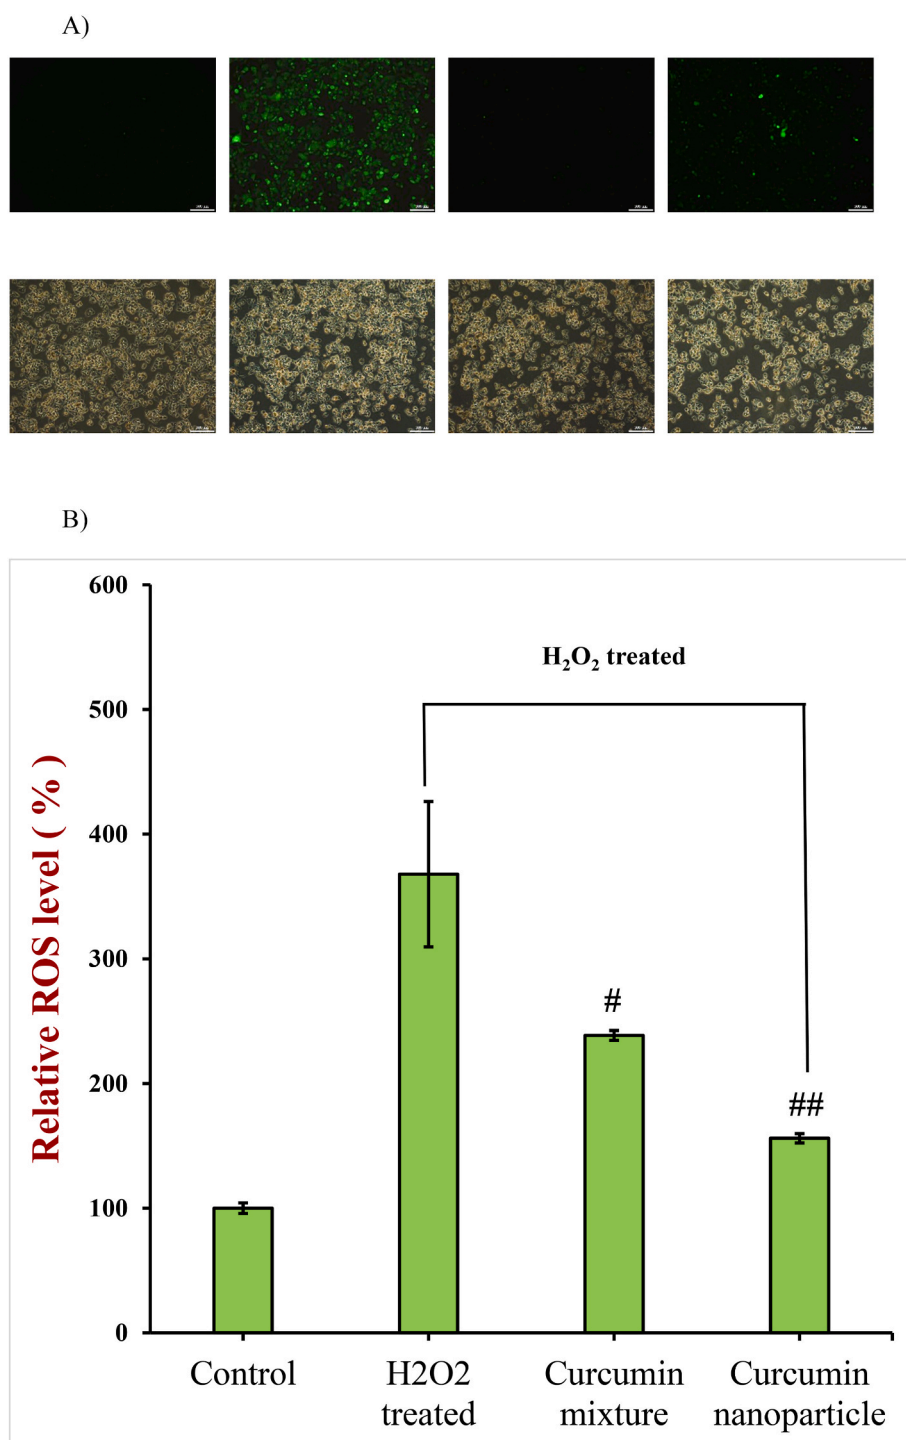 A)
B)
600
H₂O₂ treated
500
400
300
200
100
0
Relative ROS level ( % )
#
##
Control
H2O2
treated
Curcumin
mixture
Curcumin
nanoparticle